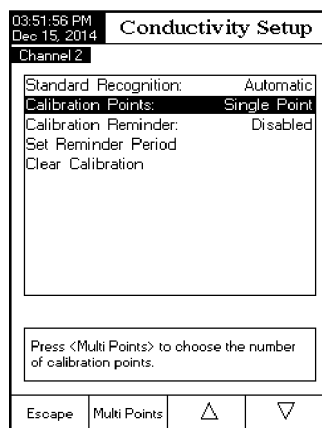 03:51:56 PM
Dec 15, 2014
Conductivity Setup
Channel 2
Standard Recognition: Automatic
Calibration Points: Single Point
Calibration Reminder: Disabled
Set Reminder Period
Clear Calibration
Press <Multi Points> to choose the number
of calibration points.
Escape Multi Points △ ▽